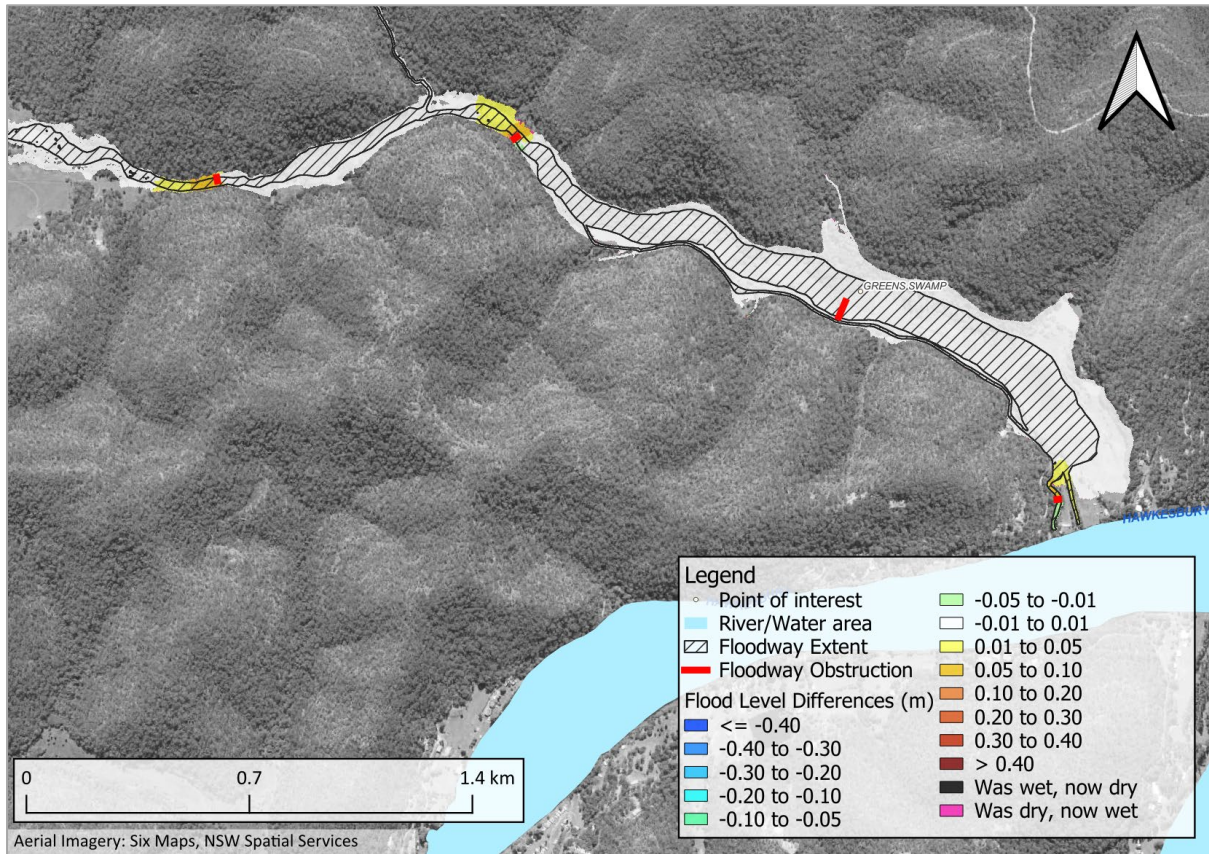 GREENS SWAMP
HAWKESBURY
Legend
Point of interest
River/Water area
Floodway Extent
Floodway Obstruction
Flood Level Differences (m)
<= -0.40
-0.40 to -0.30
-0.30 to -0.20
-0.20 to -0.10
-0.10 to -0.05
-0.05 to -0.01
-0.01 to 0.01
0.01 to 0.05
0.05 to 0.10
0.10 to 0.20
0.20 to 0.30
0.30 to 0.40
> 0.40
Was wet, now dry
Was dry, now wet
0 0.7 1.4 km
Aerial Imagery: Six Maps, NSW Spatial Services